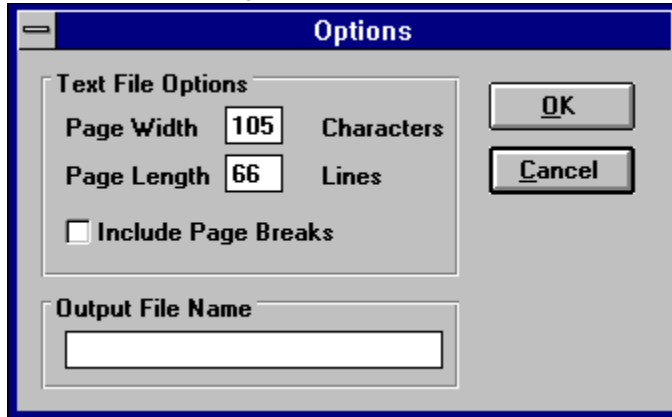 Options
Text File Options
Page Width 105 Characters
Page Length 66 Lines
Include Page Breaks
OK
Cancel
Output File Name